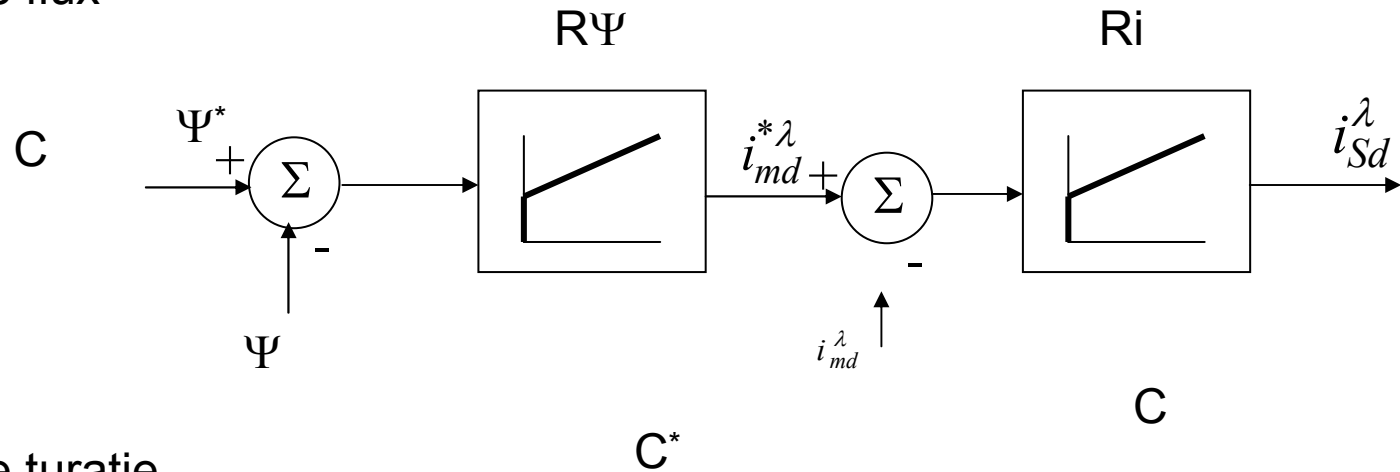 e flux
RΨ Ri
C Ψ* + Σ i*λmd + Σ iλSd
- -
Ψ iλmd
C
C*
e turatie